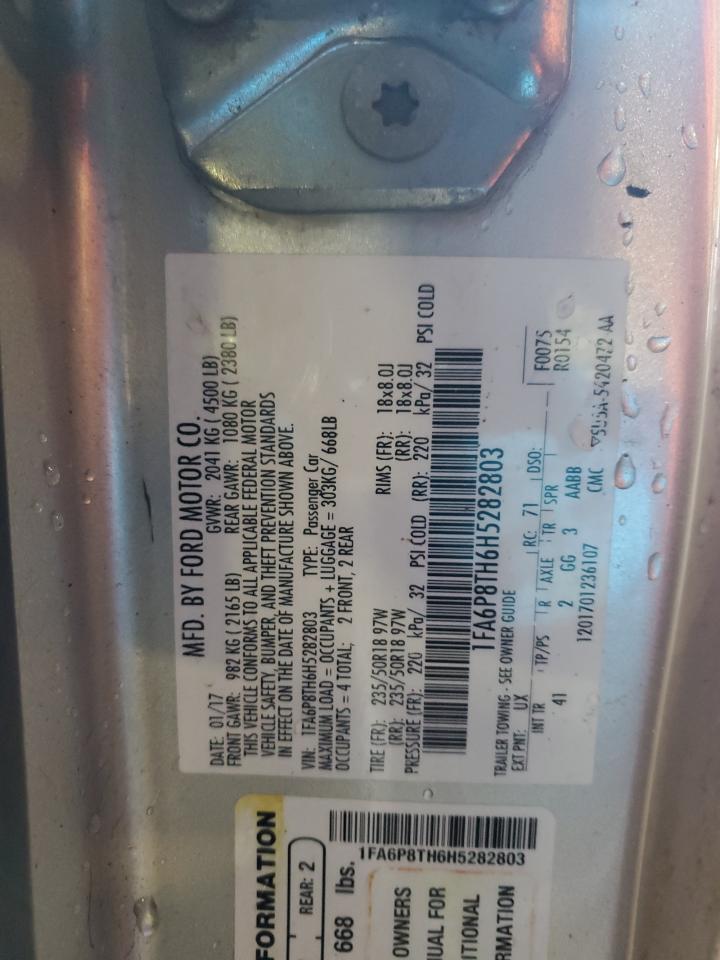 MFD. BY FORD MOTOR CO.
DATE: 01/17 GVWR: 2041 KG ( 4500 LB)
FRONT GAWR: 982 KG ( 2165 LB) REAR GAWR: 1080 KG ( 2380 LB)
THIS VEHICLE CONFORMS TO ALL APPLICABLE FEDERAL MOTOR
VEHICLE SAFETY, BUMPER, AND THEFT PREVENTION STANDARDS
IN EFFECT ON THE DATE OF MANUFACTURE SHOWN ABOVE.
VIN: 1FA6P8TH6H5282803 TYPE: Passenger Car
MAXIMUM LOAD = OCCUPANTS + LUGGAGE = 303KG/ 668LB
OCCUPANTS = 4 TOTAL: 2 FRONT, 2 REAR
TIRE (FR): 235/50R18 97W RIMS (FR): 18x8.0J
(RR): 235/50R18 97W (RR): 18x8.0J
PRESSURE (FR): 220 kPa/ 32 PSI COLD (RR): 220 kPa/ 32 PSI COLD
1FA6P8TH6H5282803
TRAILER TOWING - SEE OWNER GUIDE
EXT PNT: UX RC: 71 DSO: F0075
R0154
INT TR TP/PS R AXLE TR SPR
41 2 GG 3 AABB
1201701236107 CMC
5420472 AA
FORMATION
REAR: 2
668 lbs.
1FA6P8TH6H5282803
OWNERS
UAL FOR
ITIONAL
RMATION